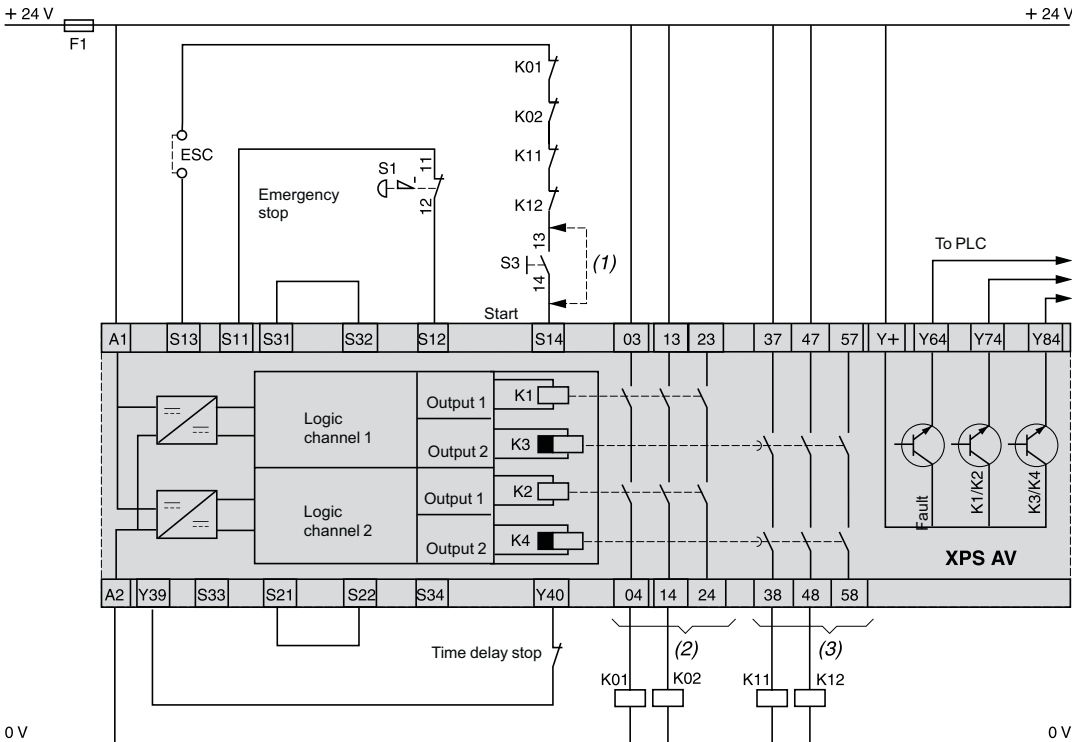 + 24 V
+ 24 V
F1
K01
K02
K11
K12
ESC
S1
11
12
Emergency
stop
13
S3
14
(1)
Start
To PLC
A1
S13
S11
S31
S32
S12
S14
03
13
23
37
47
57
Y+
Y64
Y74
Y84
Logic
channel 1
Output 1
Output 2
K1
K3
Logic
channel 2
Output 1
Output 2
K2
K4
Fault
K1/K2
K3/K4
XPS AV
A2
Y39
S33
S21
S22
S34
Y40
04
14
24
38
48
58
Time delay stop
(2)
(3)
K01
K02
K11
K12
0 V
0 V